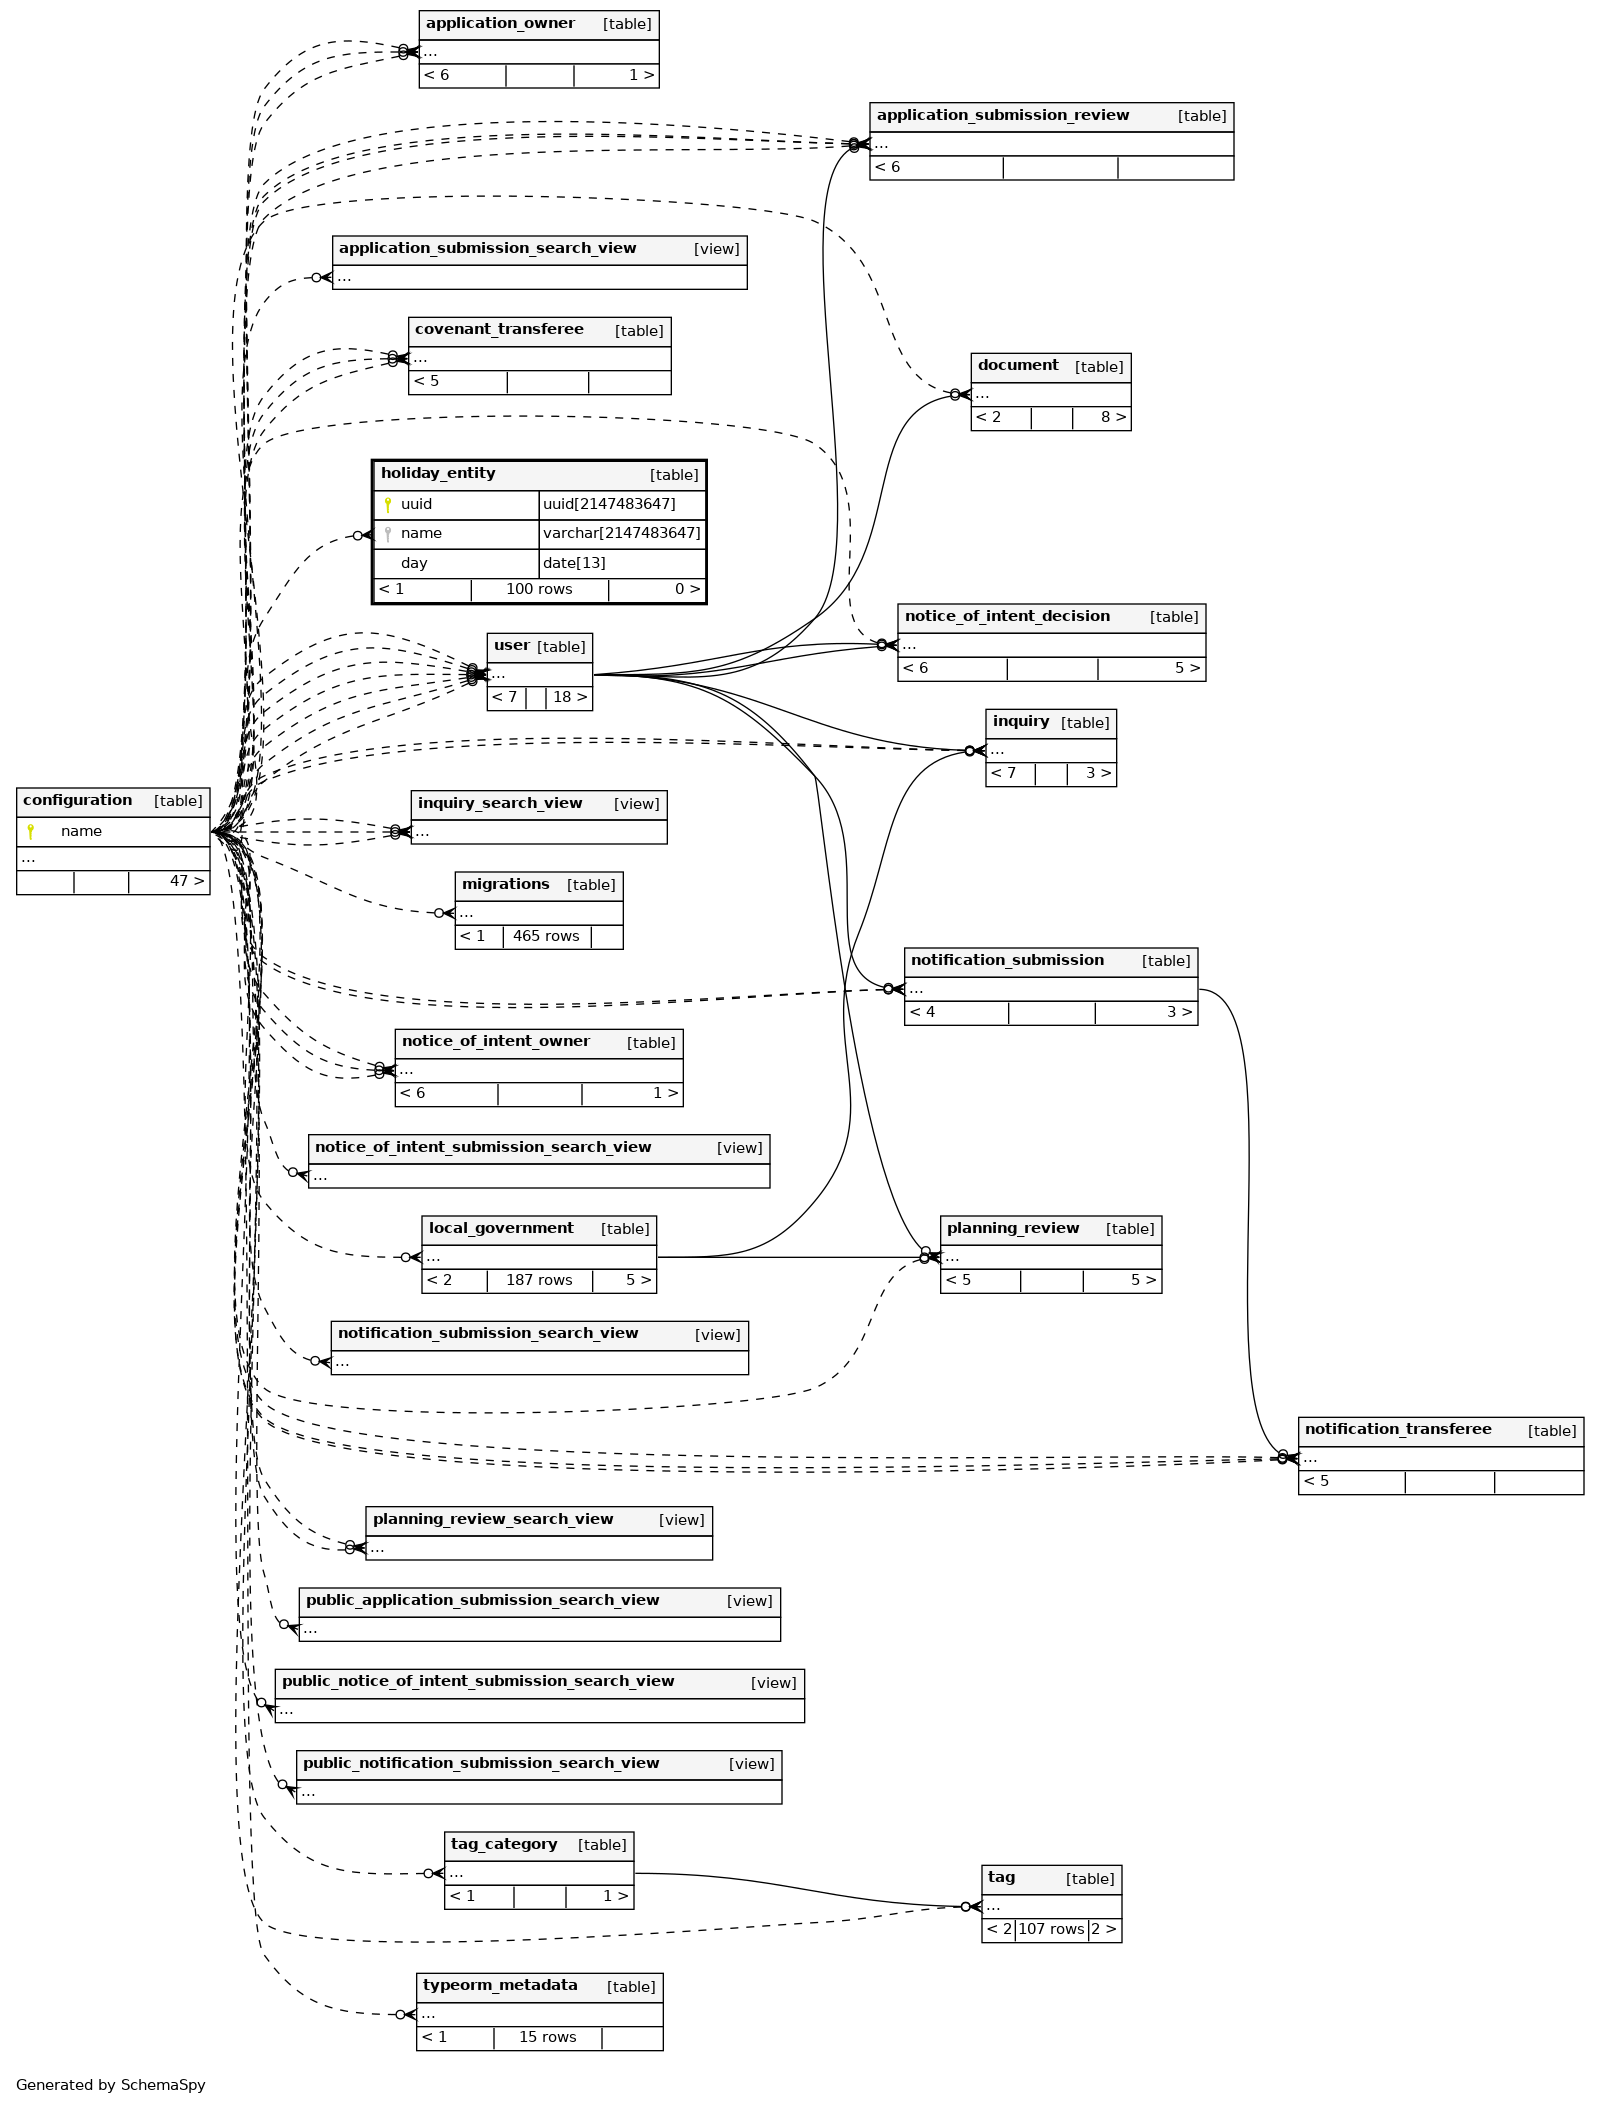 application_owner [table]
...
< 6 1 >
application_submission_review [table]
...
< 6
application_submission_search_view [view]
...
covenant_transferee [table]
...
< 5
document [table]
...
< 2 8 >
holiday_entity [table]
uuid uuid[2147483647]
name varchar[2147483647]
day date[13]
< 1 100 rows 0 >
notice_of_intent_decision [table]
...
< 6 5 >
user [table]
...
< 7 18 >
inquiry [table]
...
< 7 3 >
configuration [table]
name
...
47 >
inquiry_search_view [view]
...
migrations [table]
...
< 1 465 rows
notification_submission [table]
...
< 4 3 >
notice_of_intent_owner [table]
...
< 6 1 >
notice_of_intent_submission_search_view [view]
...
local_government [table]
...
< 2 187 rows 5 >
planning_review [table]
...
< 5 5 >
notification_submission_search_view [view]
...
notification_transferee [table]
...
< 5
planning_review_search_view [view]
...
public_application_submission_search_view [view]
...
public_notice_of_intent_submission_search_view [view]
...
public_notification_submission_search_view [view]
...
tag_category [table]
...
< 1 1 >
tag [table]
...
< 2 107 rows 2 >
typeorm_metadata [table]
...
< 1 15 rows
Generated by SchemaSpy